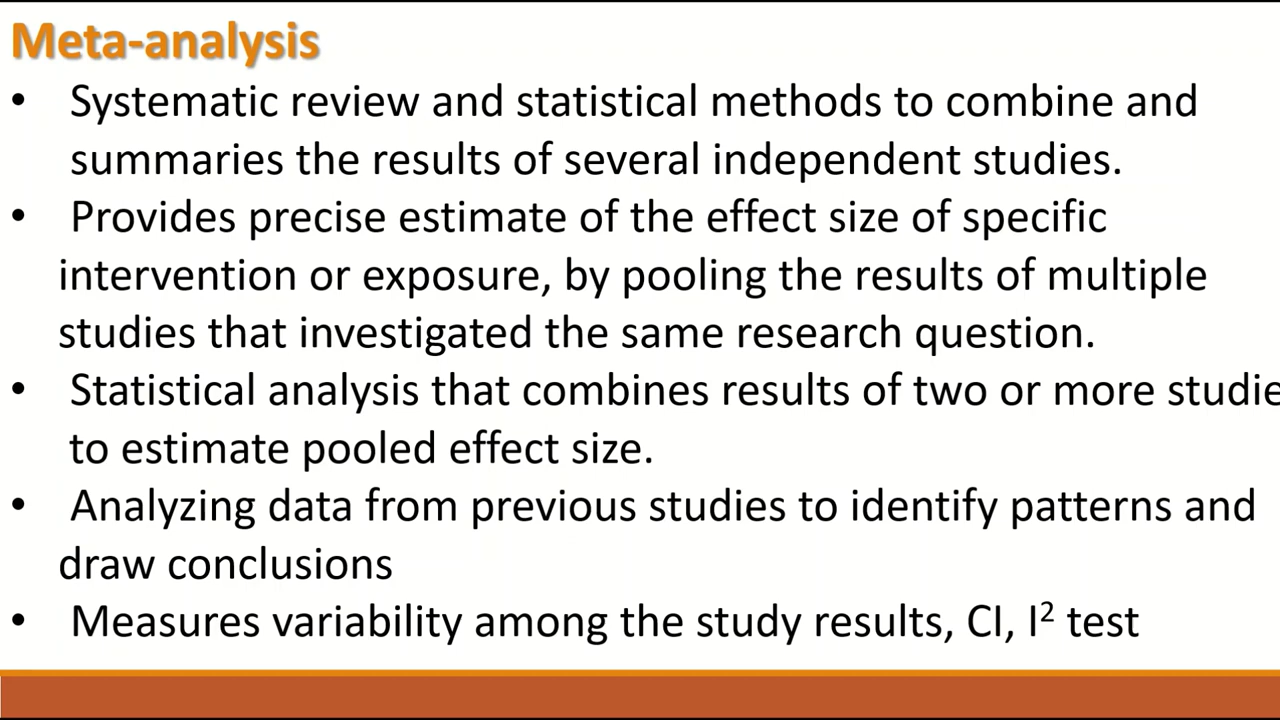 Meta-analysis
• Systematic review and statistical methods to combine and
summaries the results of several independent studies.
• Provides precise estimate of the effect size of specific
intervention or exposure, by pooling the results of multiple
studies that investigated the same research question.
• Statistical analysis that combines results of two or more studie
to estimate pooled effect size.
• Analyzing data from previous studies to identify patterns and
draw conclusions
• Measures variability among the study results, CI, I² test